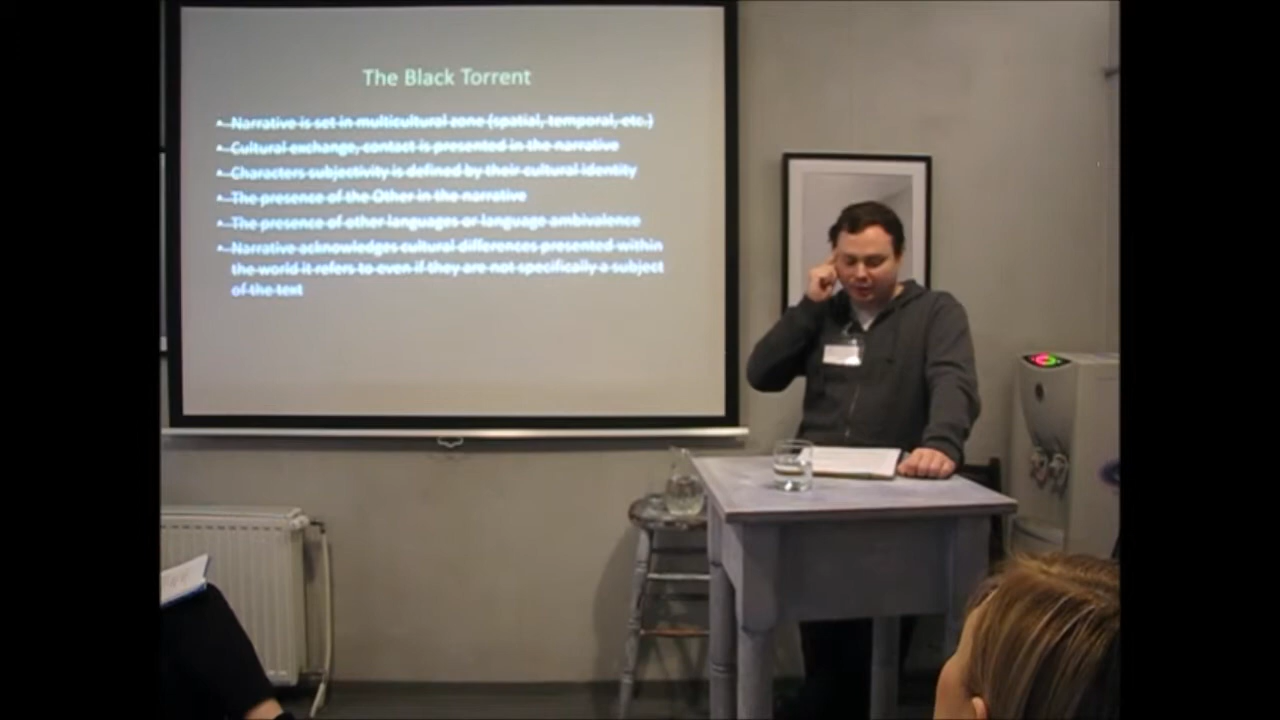 The Black Torrent
• Narrative is set in multicultural zone (spatial, temporal, etc.)
• Cultural exchange, contact is presented in the narrative
• Characters subjectivity is defined by their cultural identity
• The presence of the Other in the narrative
• The presence of other languages or language ambivalence
• Narrative acknowledges cultural differences presented within
the world it refers to even if they are not specifically a subject
of the text